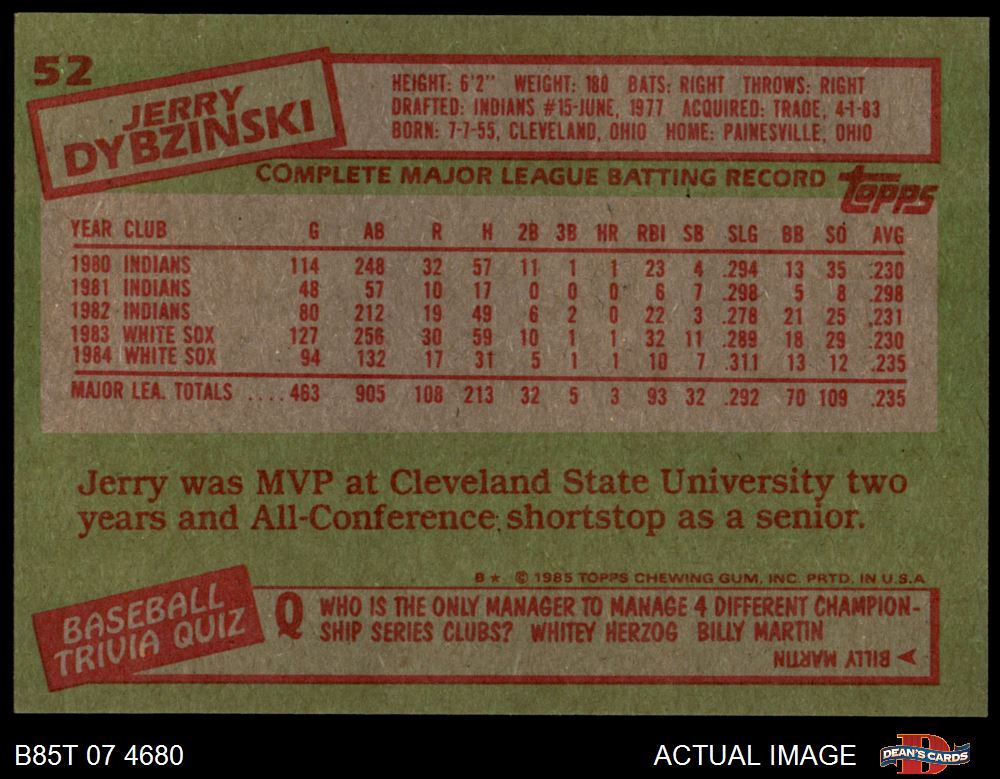 52
JERRY
DYBZINSKI
HEIGHT: 6'2" WEIGHT: 180 BATS: RIGHT THROWS: RIGHT
DRAFTED: INDIANS #15-JUNE, 1977 ACQUIRED: TRADE, 4-1-83
BORN: 7-7-55, CLEVELAND, OHIO HOME: PAINESVILLE, OHIO
COMPLETE MAJOR LEAGUE BATTING RECORD
topps
YEAR CLUB G AB R H 2B 3B HR RBI SB SLG BB SO AVG
1980 INDIANS 114 248 32 57 11 1 1 23 4 .294 13 35 .230
1981 INDIANS 48 57 10 17 0 0 0 6 7 .298 5 8 .298
1982 INDIANS 80 212 19 49 6 2 0 22 3 .278 21 25 .231
1983 WHITE SOX 127 256 30 59 10 1 1 32 11 .289 18 29 .230
1984 WHITE SOX 94 132 17 31 5 1 1 10 7 .311 13 12 .235
MAJOR LEA. TOTALS .... 463 905 108 213 32 5 3 93 32 .292 70 109 .235
Jerry was MVP at Cleveland State University two
years and All-Conference shortstop as a senior.
B★ © 1985 TOPPS CHEWING GUM, INC. PRTD. IN U.S.A
BASEBALL
TRIVIA QUIZ
Q WHO IS THE ONLY MANAGER TO MANAGE 4 DIFFERENT CHAMPION-
SHIP SERIES CLUBS? WHITEY HERZOG BILLY MARTIN
BILLY MARTIN
B85T 07 4680
ACTUAL IMAGE
DEAN'S CARDS